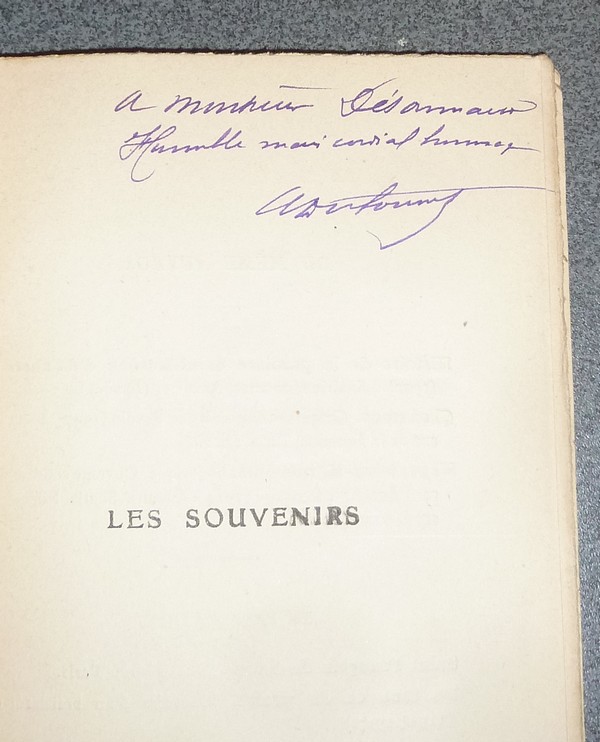 A Monsieur Désormaux
Humble mais cordial hommage
LES SOUVENIRS